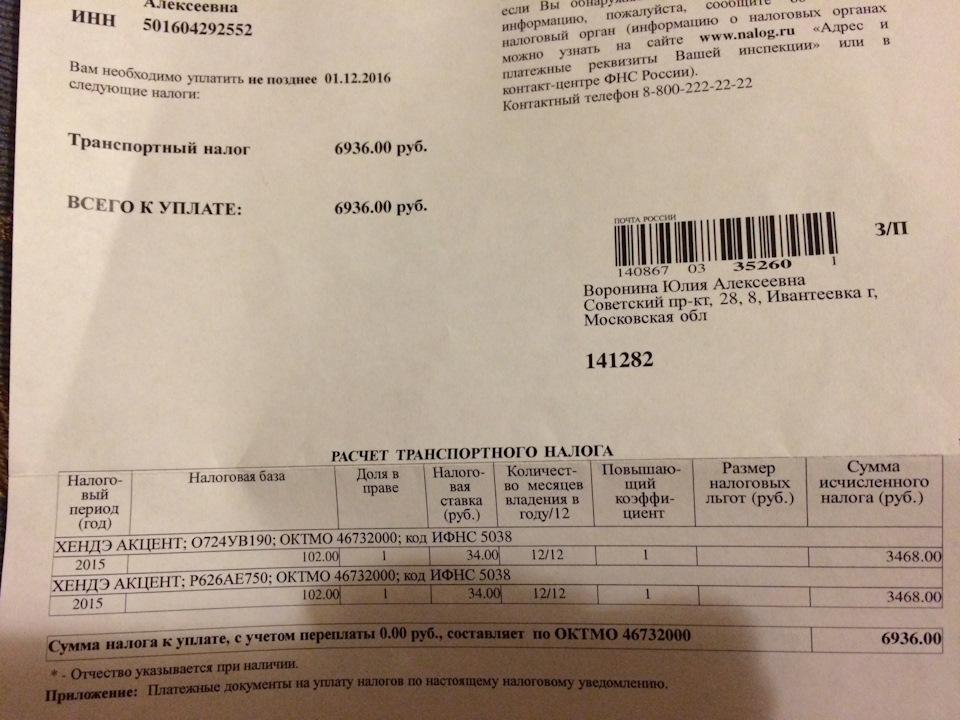 Алексеевна
ИНН 501604292552
Вам необходимо уплатить не позднее 01.12.2016
следующие налоги:
Транспортный налог 6936.00 руб.
ВСЕГО К УПЛАТЕ: 6936.00 руб.
если Вы
информацию, пожалуйста, сообщите
налоговый орган (информацию о налоговых органах
можно узнать на сайте www.nalog.ru «Адрес и
платежные реквизиты Вашей инспекции» или в
контакт-центре ФНС России).
Контактный телефон 8-800-222-22-22
ПОЧТА РОССИИ
З/П
140867 03 35260 1
Воронина Юлия Алексеевна
Советский пр-кт, 28, 8, Ивантеевка г,
Московская обл
141282
РАСЧЕТ ТРАНСПОРТНОГО НАЛОГА
Налого-
вый
период
(год)
Налоговая база
Доля в
праве
Налого-
вая
ставка
(руб.)
Количест-
во месяцев
владения в
году/12
Повышаю-
щий
коэффи-
циент
Размер
налоговых
льгот (руб.)
Сумма
исчисленного
налога (руб.)
ХЕНДЭ АКЦЕНТ; О724УВ190; ОКТМО 46732000; код ИФНС 5038
2015 102.00 1 34.00 12/12 1 3468.00
ХЕНДЭ АКЦЕНТ; Р626АЕ750; ОКТМО 46732000; код ИФНС 5038
2015 102.00 1 34.00 12/12 1 3468.00
Сумма налога к уплате, с учетом переплаты 0.00 руб., составляет по ОКТМО 46732000 6936.00
* - Отчество указывается при наличии.
Приложение: Платежные документы на уплату налогов по настоящему налоговому уведомлению.